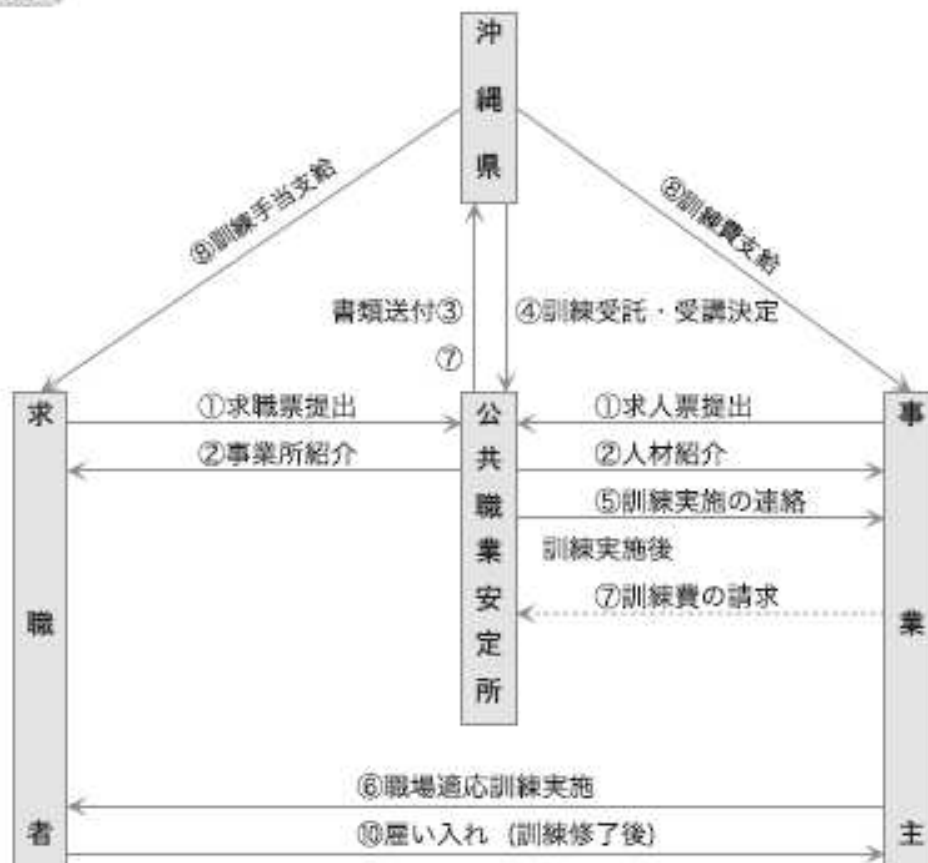 沖縄県
⑧訓練手当支給
⑧訓練費支給
書類送付③
④訓練受託・受講決定
⑦
求職者
公共職業安定所
事業主
①求職票提出
①求人票提出
②事業所紹介
②人材紹介
⑤訓練実施の連絡
訓練実施後
⑦訓練費の請求
⑥職場適応訓練実施
⑩雇い入れ (訓練修了後)